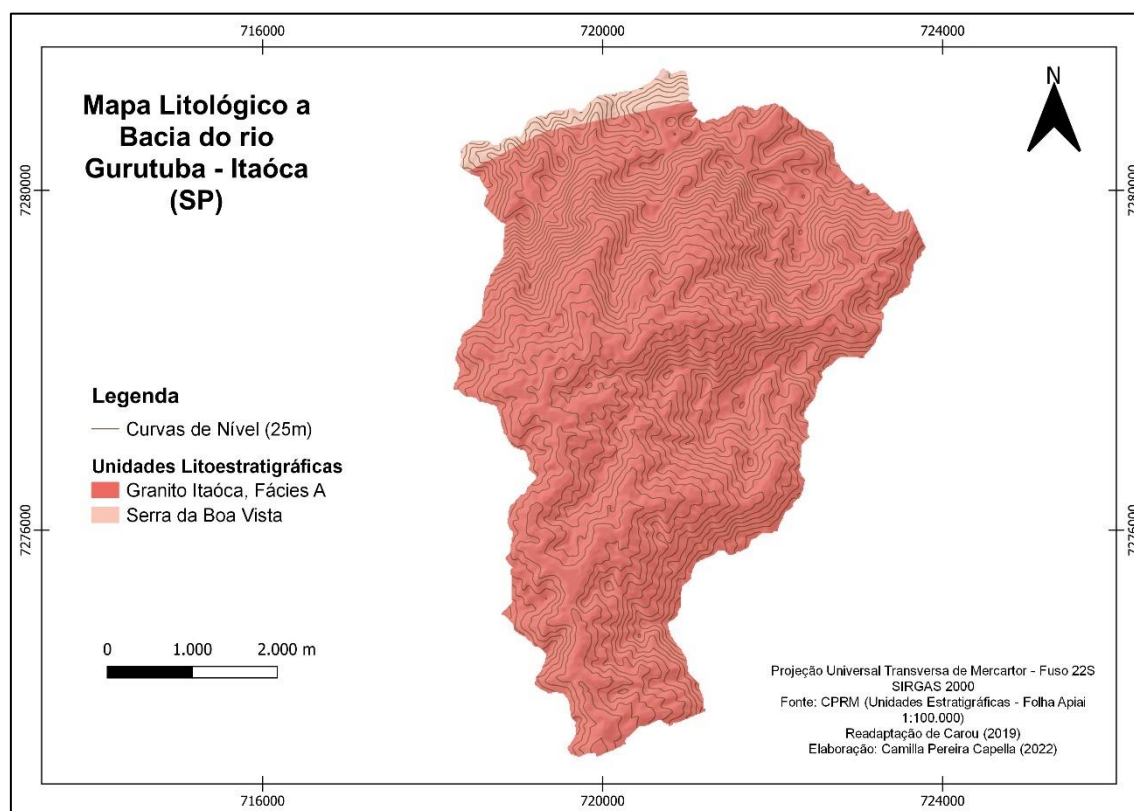 716000
720000
724000
Mapa Litológico a
Bacia do rio
Gurutuba - Itaóca
(SP)
N
7280000
7280000
Legenda
Curvas de Nível (25m)
Unidades Litoestratigráficas
Granito Itaóca, Fácies A
Serra da Boa Vista
7276000
7276000
0 1.000 2.000 m
Projeção Universal Transversa de Mercartor - Fuso 22S
SIRGAS 2000
Fonte: CPRM (Unidades Estratigráficas - Folha Apiai
1:100.000)
Readaptação de Carou (2019)
Elaboração: Camilla Pereira Capella (2022)
716000
720000
724000